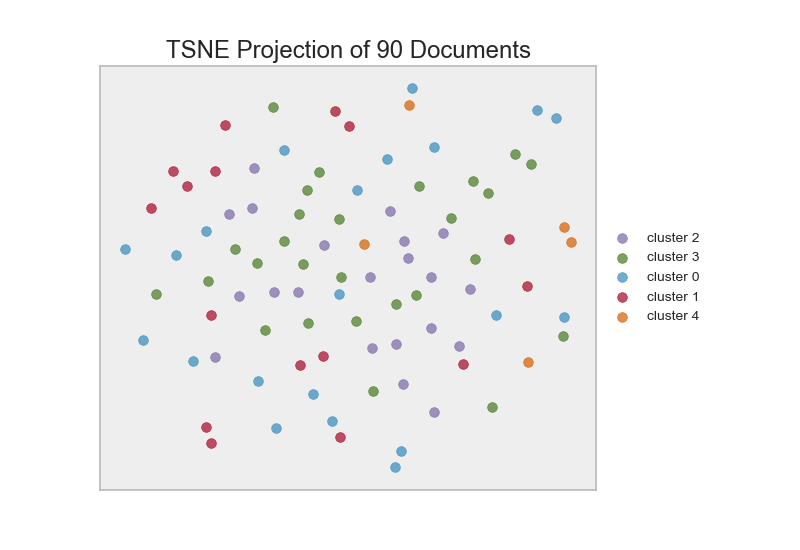 TSNE Projection of 90 Documents
cluster 2
cluster 3
cluster 0
cluster 1
cluster 4